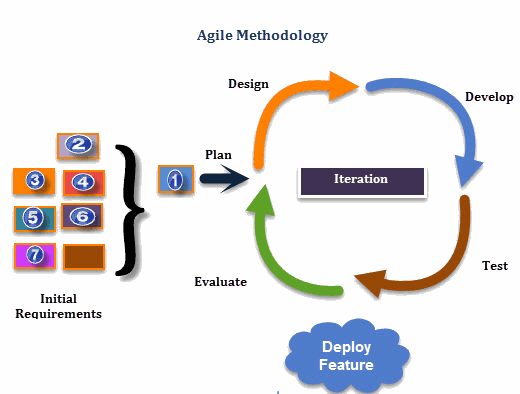 Agile Methodology
Design
Develop
2
Plan
3
4
1
Iteration
5
6
7
Test
Evaluate
Initial
Requirements
Deploy
Feature